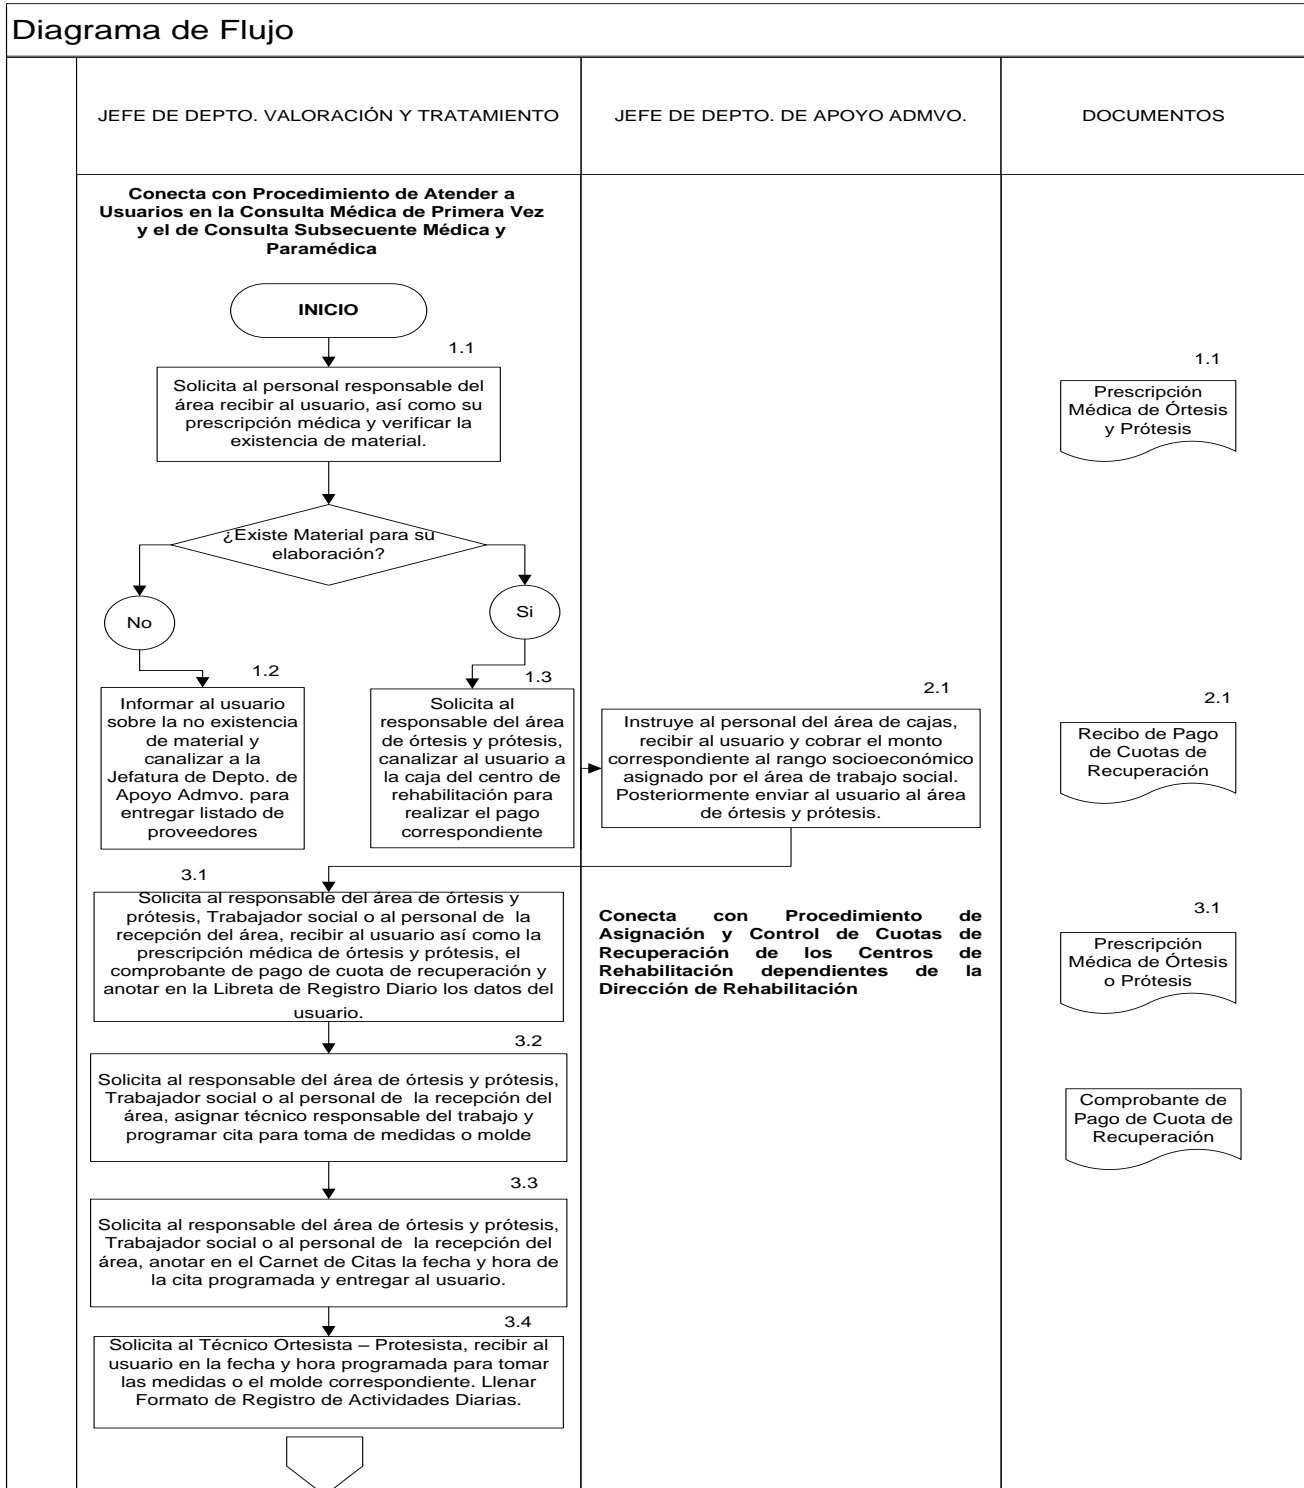 Diagrama de Flujo
JEFE DE DEPTO. VALORACIÓN Y TRATAMIENTO
JEFE DE DEPTO. DE APOYO ADMVO.
DOCUMENTOS
Conecta con Procedimiento de Atender a
Usuarios en la Consulta Médica de Primera Vez
y el de Consulta Subsecuente Médica y
Paramédica
INICIO
1.1
Solicita al personal responsable del
área recibir al usuario, así como su
prescripción médica y verificar la
existencia de material.
1.1
Prescripción
Médica de Órtesis
y Prótesis
¿Existe Material para su
elaboración?
No
Si
1.2
Informar al usuario
sobre la no existencia
de material y
canalizar a la
Jefatura de Depto. de
Apoyo Admvo. para
entregar listado de
proveedores
1.3
Solicita al
responsable del área
de órtesis y prótesis,
canalizar al usuario a
la caja del centro de
rehabilitación para
realizar el pago
correspondiente
2.1
Instruye al personal del área de cajas,
recibir al usuario y cobrar el monto
correspondiente al rango socioeconómico
asignado por el área de trabajo social.
Posteriormente enviar al usuario al área
de órtesis y prótesis.
2.1
Recibo de Pago
de Cuotas de
Recuperación
3.1
Solicita al responsable del área de órtesis y
prótesis, Trabajador social o al personal de la
recepción del área, recibir al usuario así como la
prescripción médica de órtesis y prótesis, el
comprobante de pago de cuota de recuperación y
anotar en la Libreta de Registro Diario los datos del
usuario.
Conecta con Procedimiento de
Asignación y Control de Cuotas de
Recuperación de los Centros de
Rehabilitación dependientes de la
Dirección de Rehabilitación
3.1
Prescripción
Médica de Órtesis
o Prótesis
3.2
Solicita al responsable del área de órtesis y prótesis,
Trabajador social o al personal de la recepción del
área, asignar técnico responsable del trabajo y
programar cita para toma de medidas o molde
Comprobante de
Pago de Cuota de
Recuperación
3.3
Solicita al responsable del área de órtesis y prótesis,
Trabajador social o al personal de la recepción del
área, anotar en el Carnet de Citas la fecha y hora de
la cita programada y entregar al usuario.
3.4
Solicita al Técnico Ortesista – Protesista, recibir al
usuario en la fecha y hora programada para tomar
las medidas o el molde correspondiente. Llenar
Formato de Registro de Actividades Diarias.